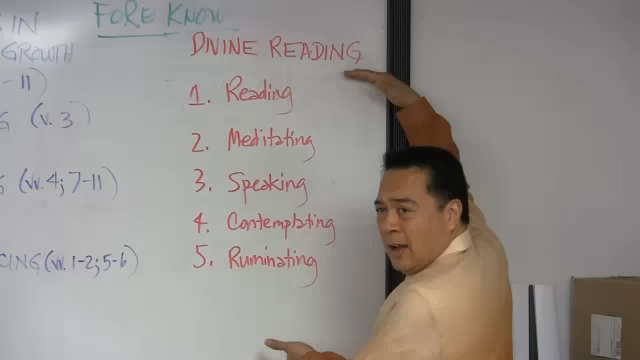 IN
FORE KNOW
GROWTH
DIVINE READING
11)
1. Reading
(v. 3)
2. Meditating
(vv. 4; 7-11)
3. Speaking
4. Contemplating
CING (vv. 1-2; 5-6)
5. Ruminating